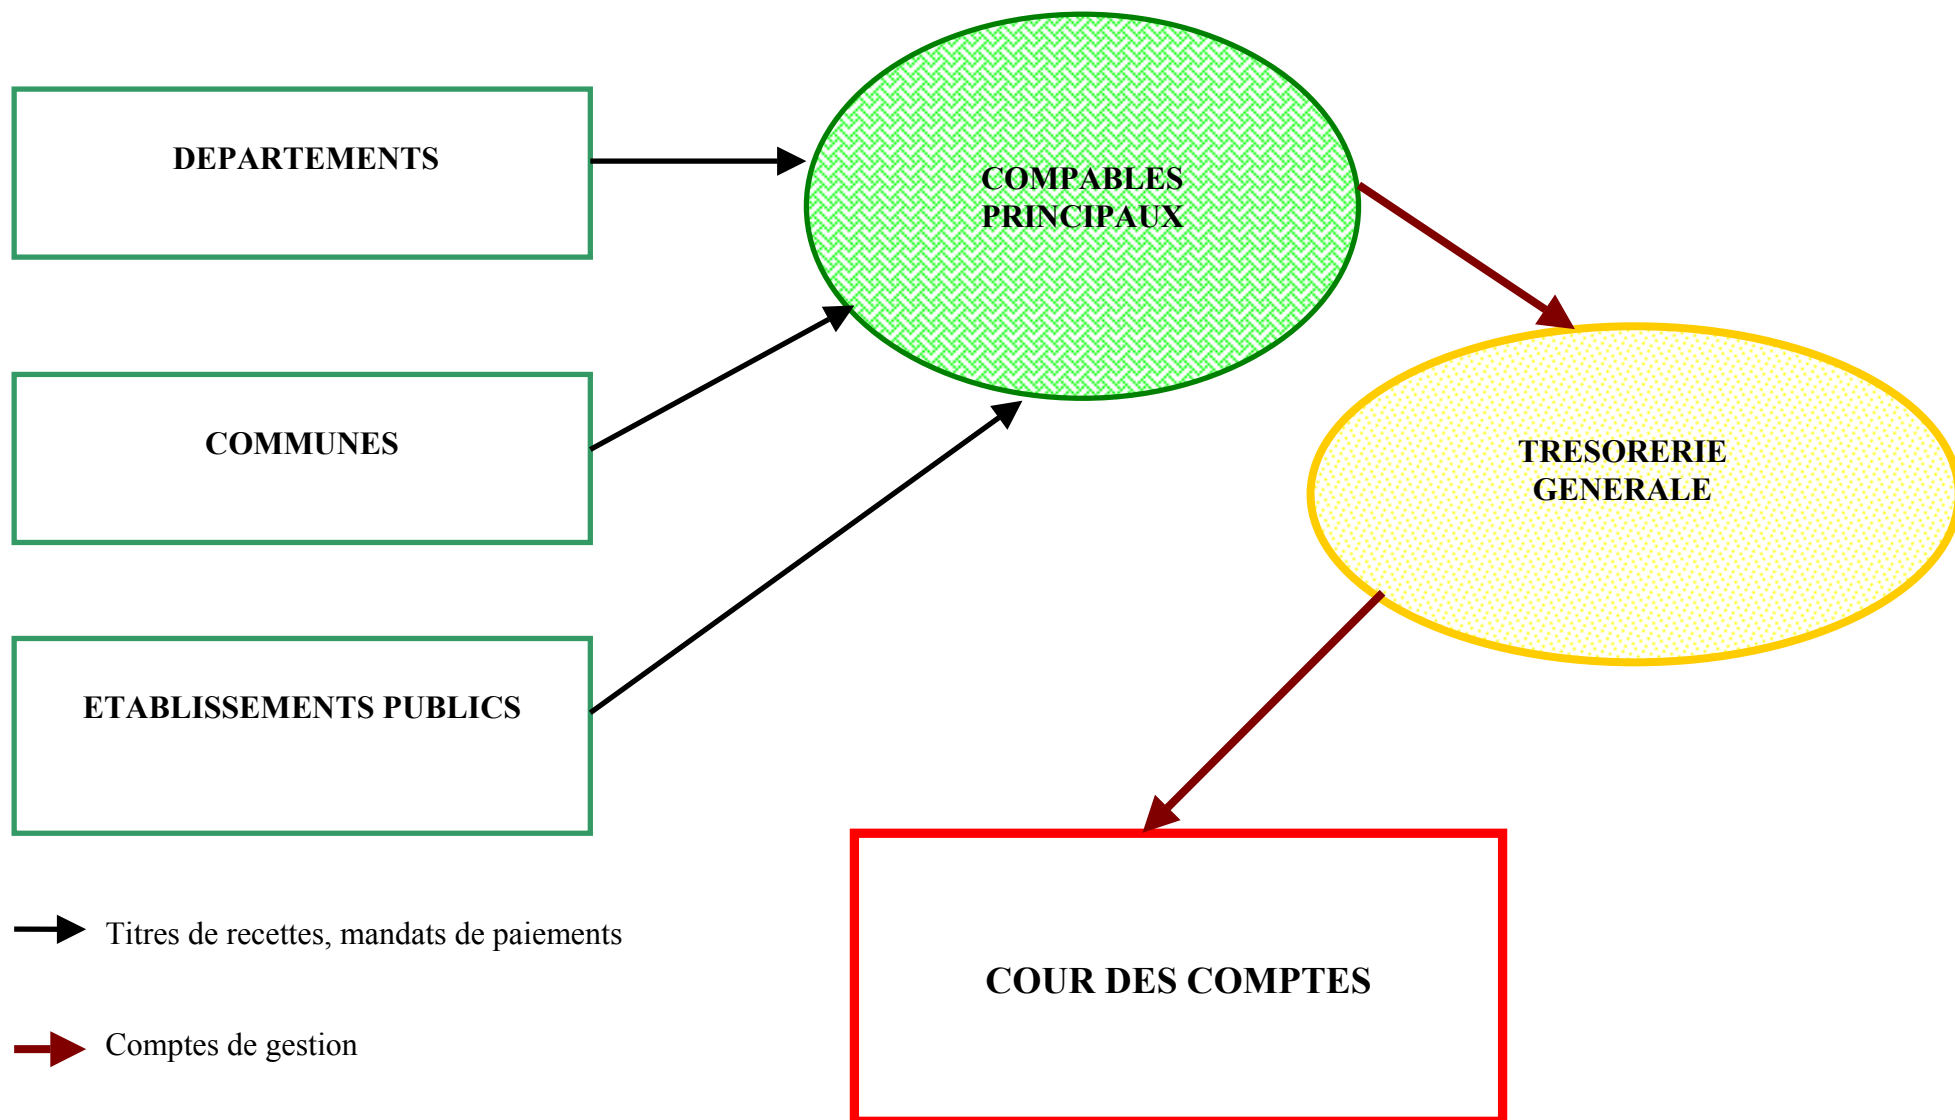 DEPARTEMENTS
COMPABLES
PRINCIPAUX
COMMUNES
TRESORERIE
GENERALE
ETABLISSEMENTS PUBLICS
Titres de recettes, mandats de paiements
COUR DES COMPTES
Comptes de gestion